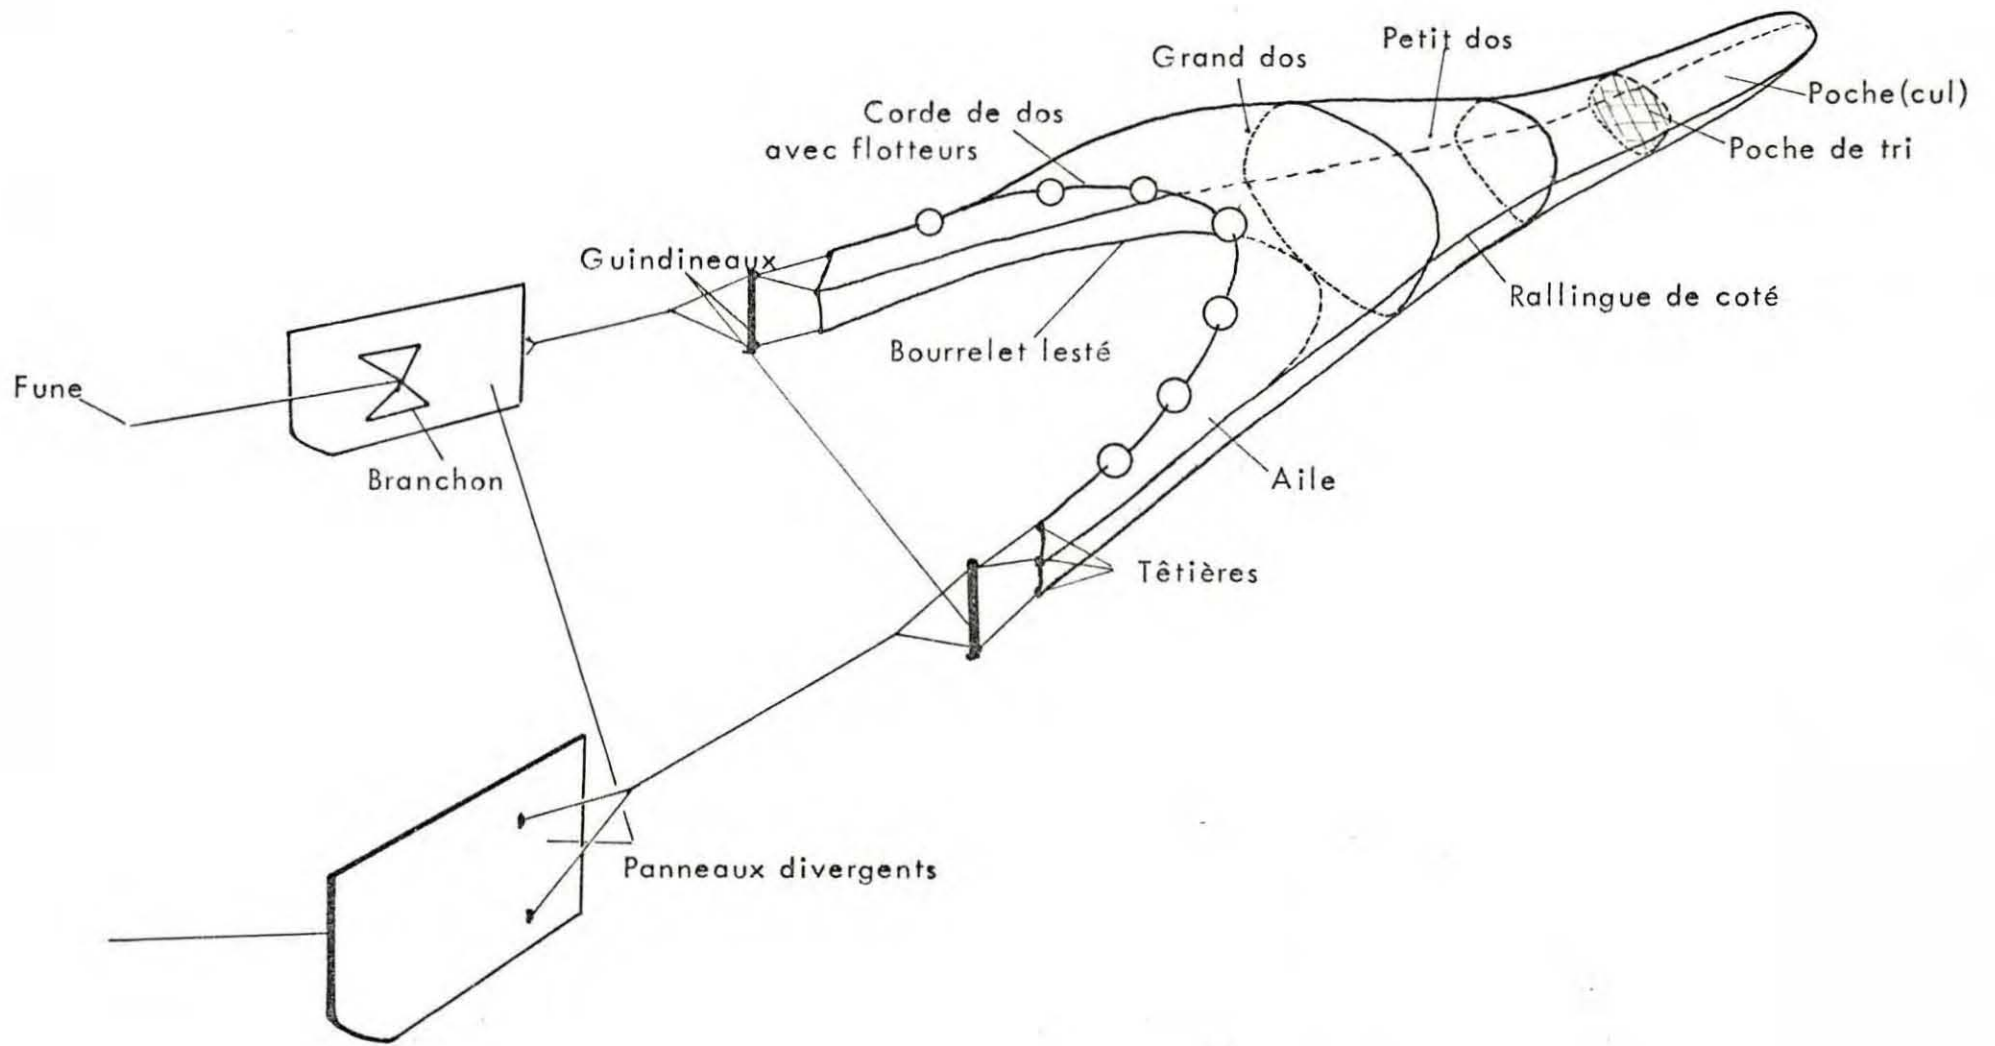 Petit dos
Grand dos
Poche(cul)
Corde de dos
avec flotteurs
Poche de tri
Guindineaux
Rallingue de coté
Bourrelet lesté
Fune
Branchon
Aile
Têtières
Panneaux divergents